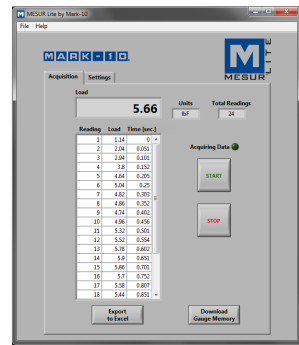 MESUR Lite by Mark-10
File Help
MARK-10
M
LITE
MESUR
Acquisition Settings
Load
5.66
Units
lbF
Total Readings
24
Reading Load Time [sec.]
1 1.14 0
2 2.04 0.051
3 2.94 0.101
4 3.8 0.152
5 4.64 0.205
6 5.04 0.25
7 4.82 0.303
8 4.86 0.352
9 4.74 0.402
10 4.96 0.456
11 5.32 0.501
12 5.52 0.554
13 5.78 0.602
14 5.9 0.651
15 5.86 0.701
16 5.7 0.752
17 5.58 0.807
18 5.44 0.851
Acquiring Data
START
STOP
Export
to Excel
Download
Gauge Memory